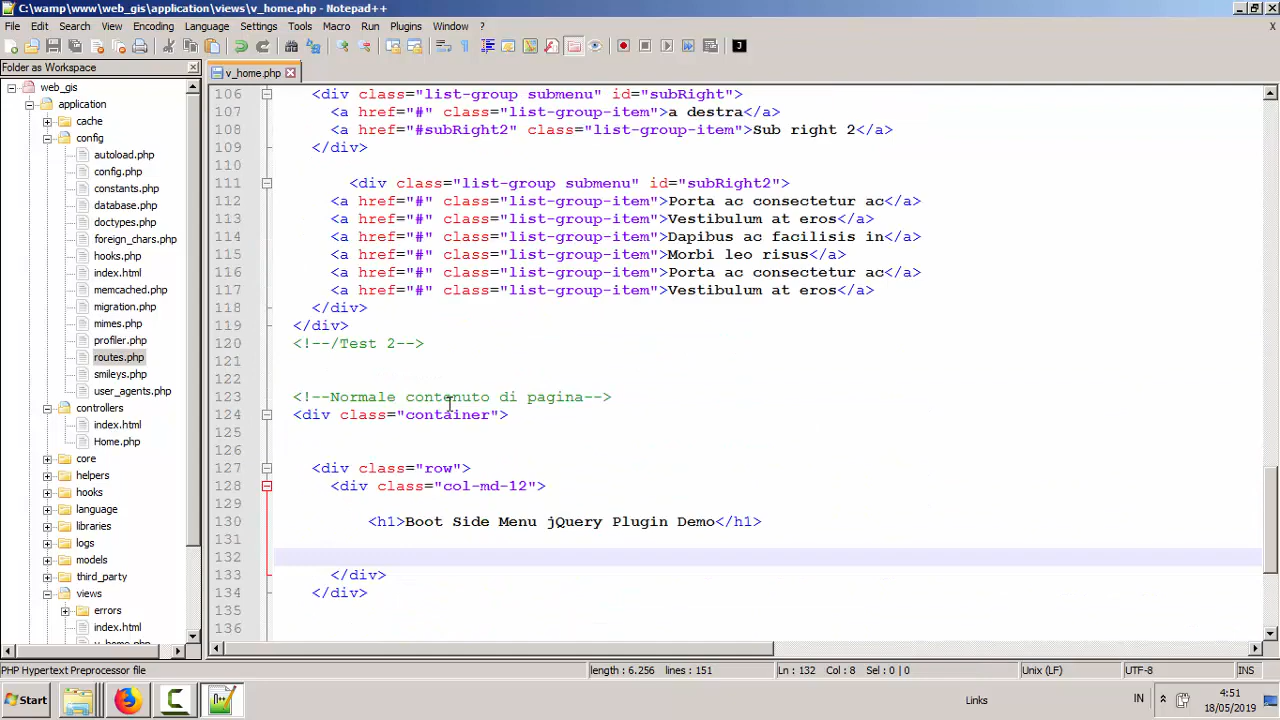 C:\wamp\www\web_gis\application\views\v_home.php - Notepad++
File Edit Search View Encoding Language Settings Tools Macro Run Plugins Window ? X
Folder as Workspace
v_home.php
web_gis
application
cache
config
autoload.php
config.php
constants.php
database.php
doctypes.php
foreign_chars.php
hooks.php
index.html
memcached.php
migration.php
mimes.php
profiler.php
routes.php
smileys.php
user_agents.php
controllers
index.html
Home.php
core
helpers
hooks
language
libraries
logs
models
third_party
views
errors
index.html
106 <div class="list-group submenu" id="subRight">
107 <a href="#" class="list-group-item">a destra</a>
108 <a href="#subRight2" class="list-group-item">Sub right 2</a>
109 </div>
110
111 <div class="list-group submenu" id="subRight2">
112 <a href="#" class="list-group-item">Porta ac consectetur ac</a>
113 <a href="#" class="list-group-item">Vestibulum at eros</a>
114 <a href="#" class="list-group-item">Dapibus ac facilisis in</a>
115 <a href="#" class="list-group-item">Morbi leo risus</a>
116 <a href="#" class="list-group-item">Porta ac consectetur ac</a>
117 <a href="#" class="list-group-item">Vestibulum at eros</a>
118 </div>
119 </div>
120 <!--/Test 2-->
121
122
123 <!--Normale contenuto di pagina-->
124 <div class="container">
125
126
127 <div class="row">
128 <div class="col-md-12">
129
130 <h1>Boot Side Menu jQuery Plugin Demo</h1>
131
132
133 </div>
134 </div>
135
136
PHP Hypertext Preprocessor file length : 6.256 lines : 151 Ln : 132 Col : 8 Sel : 0 | 0 Unix (LF) UTF-8 INS
Start Links IN 4:51
18/05/2019